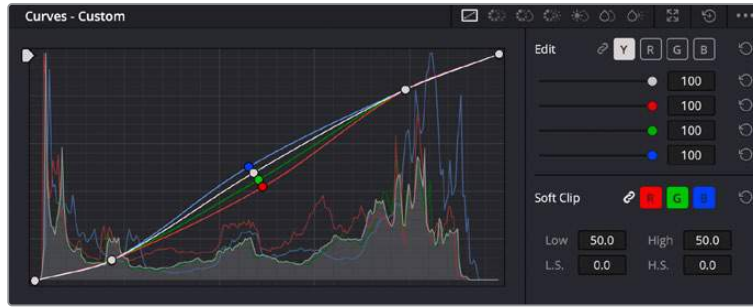 Curves - Custom
Edit Y R G B
100
100
100
100
Soft Clip R G B
Low 50.0 High 50.0
L.S. 0.0 H.S. 0.0